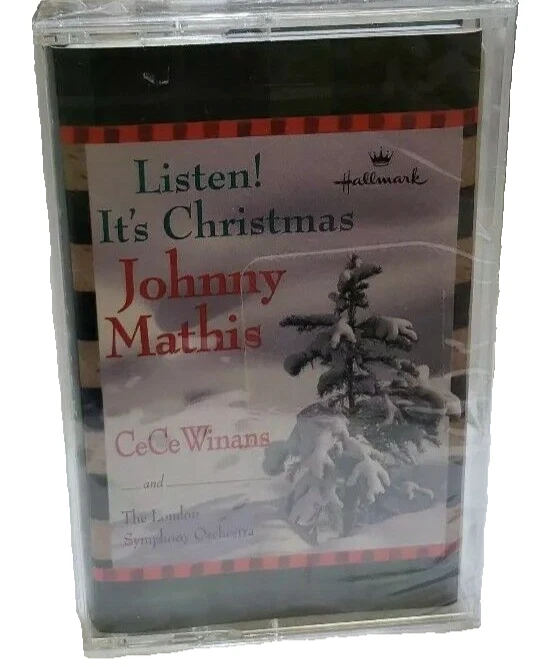 Listen!
Hallmark
It's Christmas
Johnny
Mathis
CeCe Winans
and
The London
Symphony Orchestra